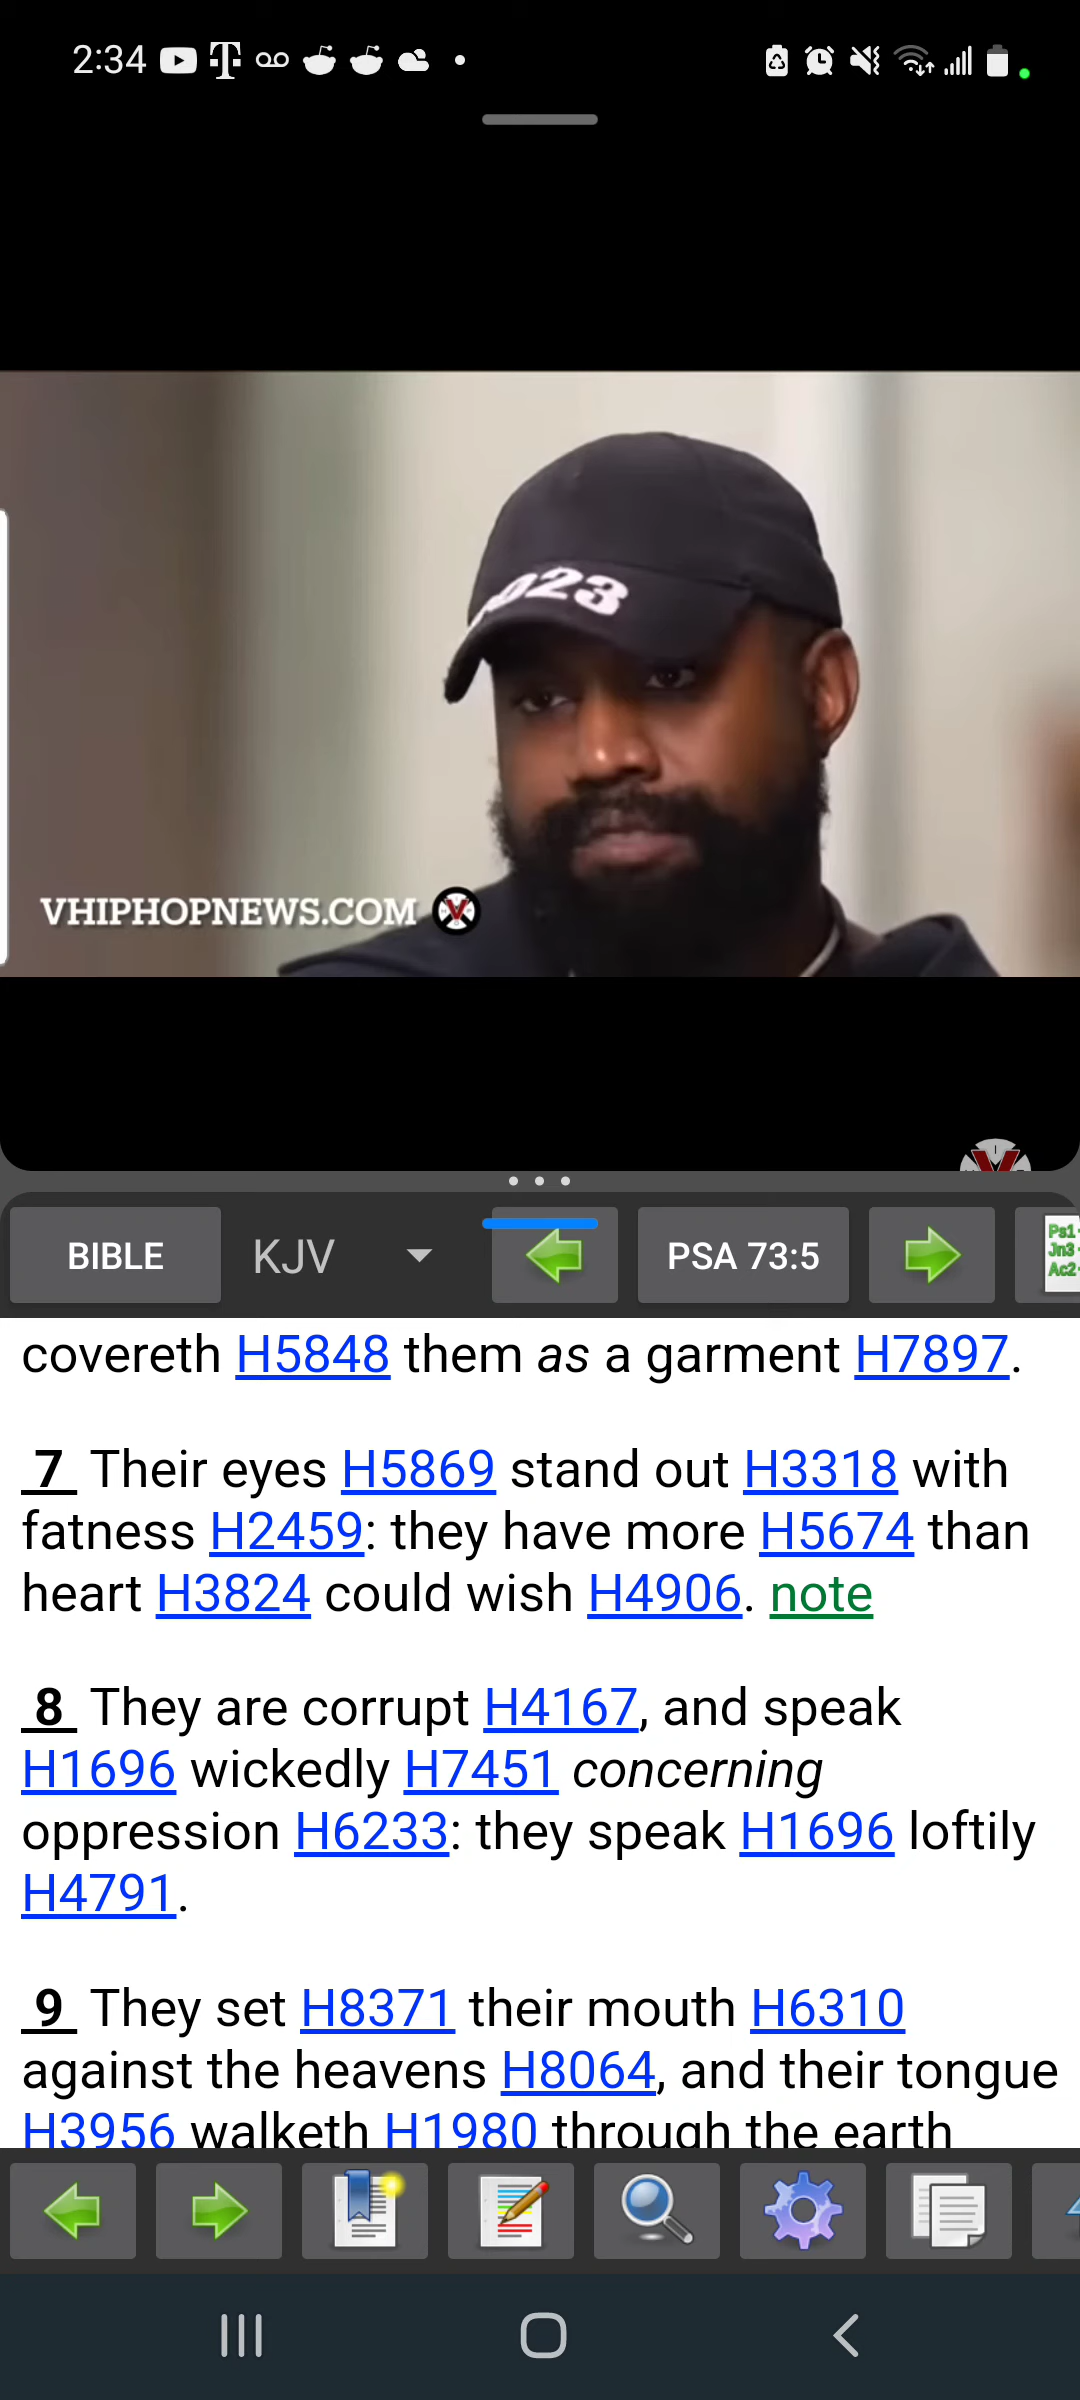 2:34
023
VHIPHOPNEWS.COM
BIBLE KJV PSA 73:5
Ps1
Jn3
Ac2
covereth H5848 them as a garment H7897.
7 Their eyes H5869 stand out H3318 with
fatness H2459: they have more H5674 than
heart H3824 could wish H4906. note
8 They are corrupt H4167, and speak
H1696 wickedly H7451 concerning
oppression H6233: they speak H1696 loftily
H4791.
9 They set H8371 their mouth H6310
against the heavens H8064, and their tongue
H3956 walketh H1980 through the earth